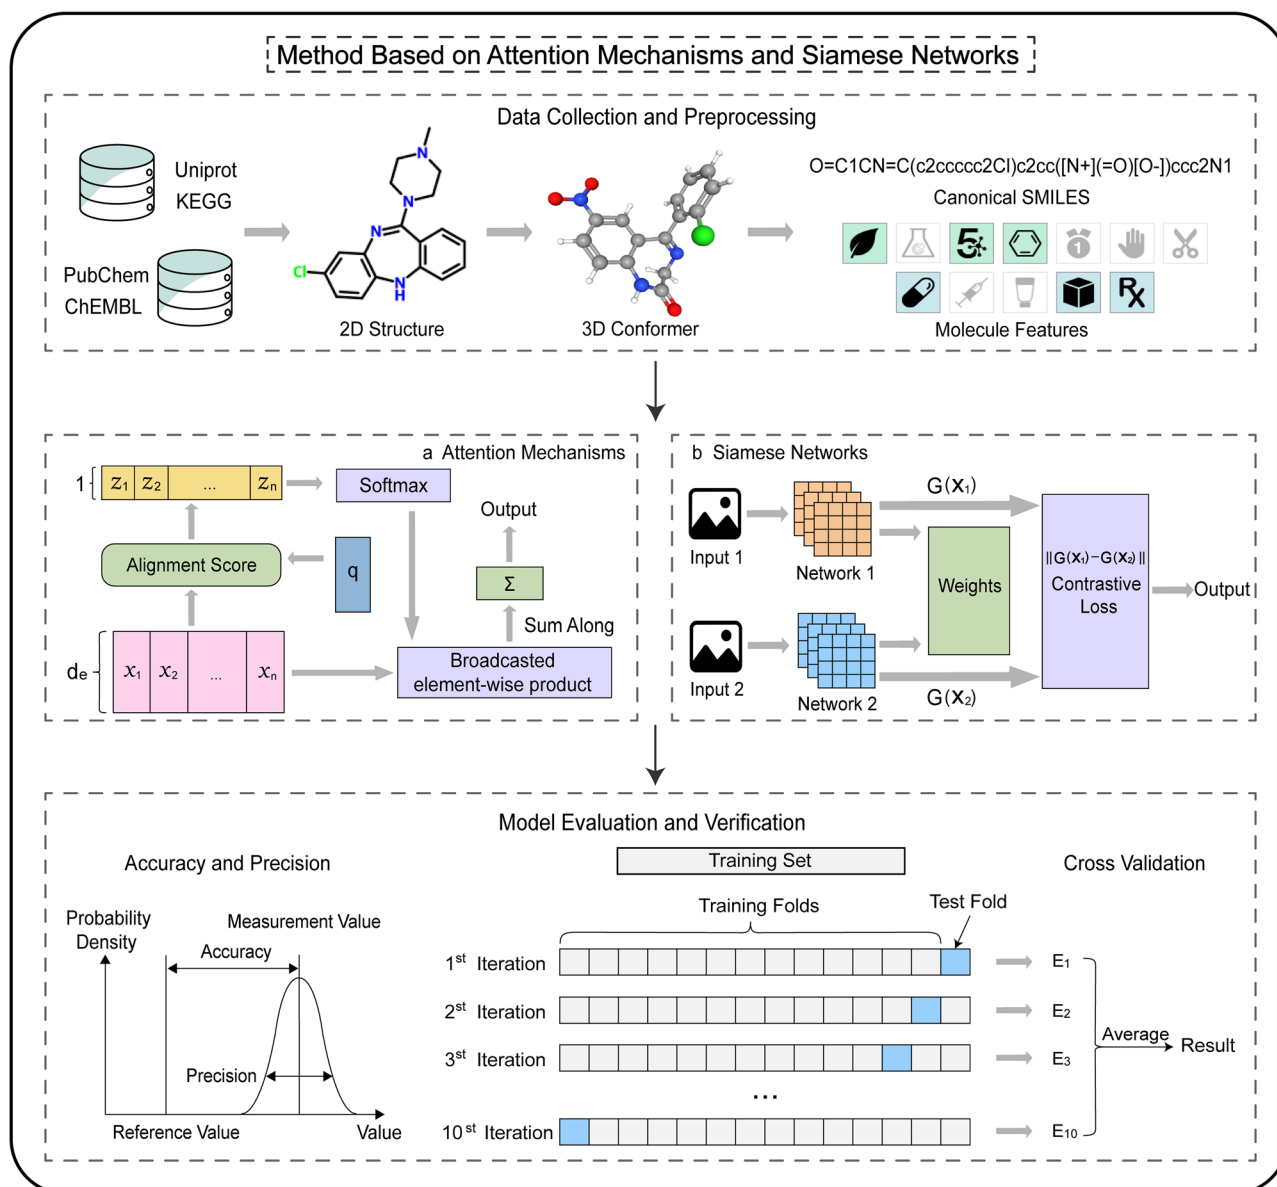 Method Based on Attention Mechanisms and Siamese Networks
Data Collection and Preprocessing
Uniprot
KEGG
PubChem
ChEMBL
N
N
N
N
H
Cl
2D Structure
3D Conformer
O=C1CN=C(c2ccccc2Cl)c2cc([N+](=O)[O-])ccc2N1
Canonical SMILES
5
1
Rx
Molecule Features
a Attention Mechanisms
1
z1 z2 ... zn
Softmax
Output
Alignment Score
q
Σ
Sum Along
de
x1 x2 ... xn
Broadcasted
element-wise product
b Siamese Networks
Input 1
Network 1
G(X1)
Weights
||G(X1)−G(X2)||
Contrastive
Loss
Output
Input 2
Network 2
G(X2)
Model Evaluation and Verification
Accuracy and Precision
Probability
Density
Measurement Value
Accuracy
Precision
Reference Value
Value
Training Set
Cross Validation
Training Folds
Test Fold
1st Iteration
E1
2st Iteration
E2
3st Iteration
E3
...
10st Iteration
E10
Average
Result